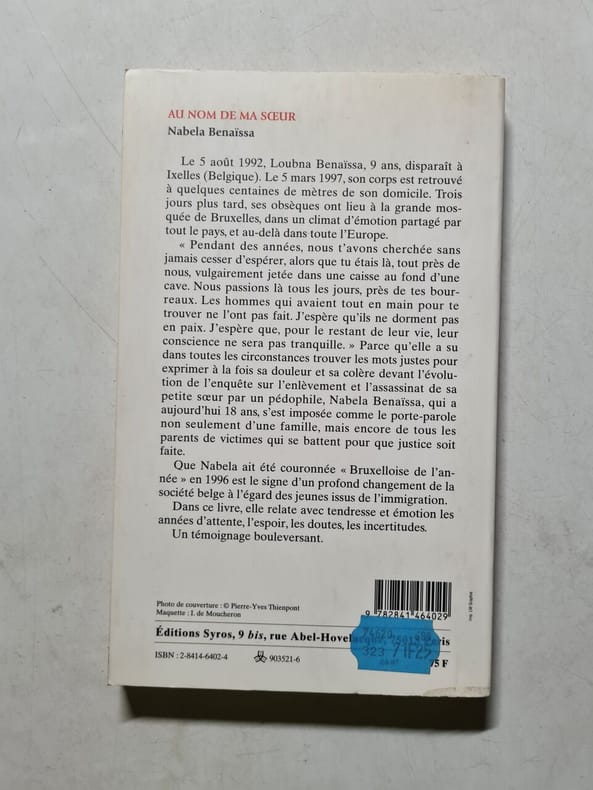 AU NOM DE MA SŒUR
Nabela Benaïssa
Le 5 août 1992, Loubna Benaïssa, 9 ans, disparaît à
Ixelles (Belgique). Le 5 mars 1997, son corps est retrouvé
à quelques centaines de mètres de son domicile. Trois
jours plus tard, ses obsèques ont lieu à la grande mos-
quée de Bruxelles, dans un climat d'émotion partagé par
tout le pays, et au-delà dans toute l'Europe.
« Pendant des années, nous t'avons cherchée sans
jamais cesser d'espérer, alors que tu étais là, tout près de
nous, vulgairement jetée dans une caisse au fond d'une
cave. Nous passions là tous les jours, près de tes bour-
reaux. Les hommes qui avaient tout en main pour te
trouver ne l'ont pas fait. J'espère qu'ils ne dorment pas
en paix. J'espère que, pour le restant de leur vie, leur
conscience ne sera pas tranquille. » Parce qu'elle a su
dans toutes les circonstances trouver les mots justes pour
exprimer à la fois sa douleur et sa colère devant l'évolu-
tion de l'enquête sur l'enlèvement et l'assassinat de sa
petite sœur par un pédophile, Nabela Benaïssa, qui a
aujourd'hui 18 ans, s'est imposée comme le porte-parole
non seulement d'une famille, mais encore de tous les
parents de victimes qui se battent pour que justice soit
faite.
Que Nabela ait été couronnée « Bruxelloise de l'an-
née » en 1996 est le signe d'un profond changement de la
société belge à l'égard des jeunes issus de l'immigration.
Dans ce livre, elle relate avec tendresse et émotion les
années d'attente, l'espoir, les doutes, les incertitudes.
Un témoignage bouleversant.
Photo de couverture : © Pierre-Yves Thienpont
Maquette : I. de Moucheron
9 782841 464029
Éditions Syros, 9 bis, rue Abel-Hovelacque, 75013 Paris
323 71F25
ISBN : 2-8414-6402-4
903521-6
75 F